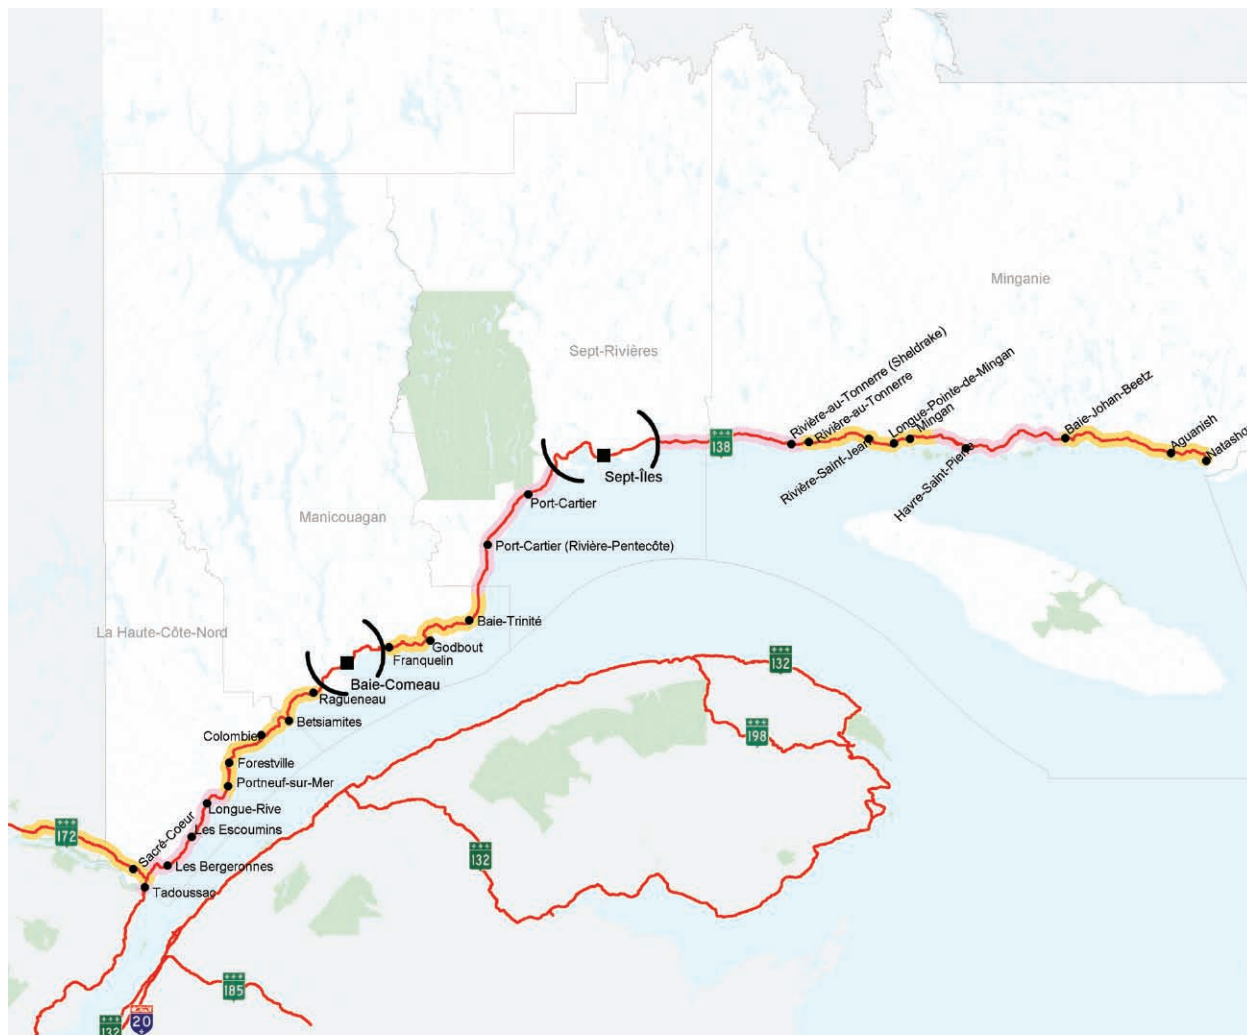 Minganie
Sept-Rivières
Rivière-au-Tonnerre (Sheldrake)
Rivière-au-Tonnerre
Longue-Pointe-de-Mingan
Mingan
Baie-Johan-Beetz
Aguanish
Natasho
138
Rivière-Saint-Jean
Havre-Saint-Pierre
Sept-Îles
Port-Cartier
Manicouagan
Port-Cartier (Rivière-Pentecôte)
Baie-Trinité
La Haute-Côte-Nord
Godbout
Franquelin
132
Baie-Comeau
Ragueneau
Betsiamites
198
Colombie
Forestville
Portneuf-sur-Mer
Longue-Rive
172
Sacré-Coeur
Les Escoumins
132
Les Bergeronnes
Tadoussac
185
132
20